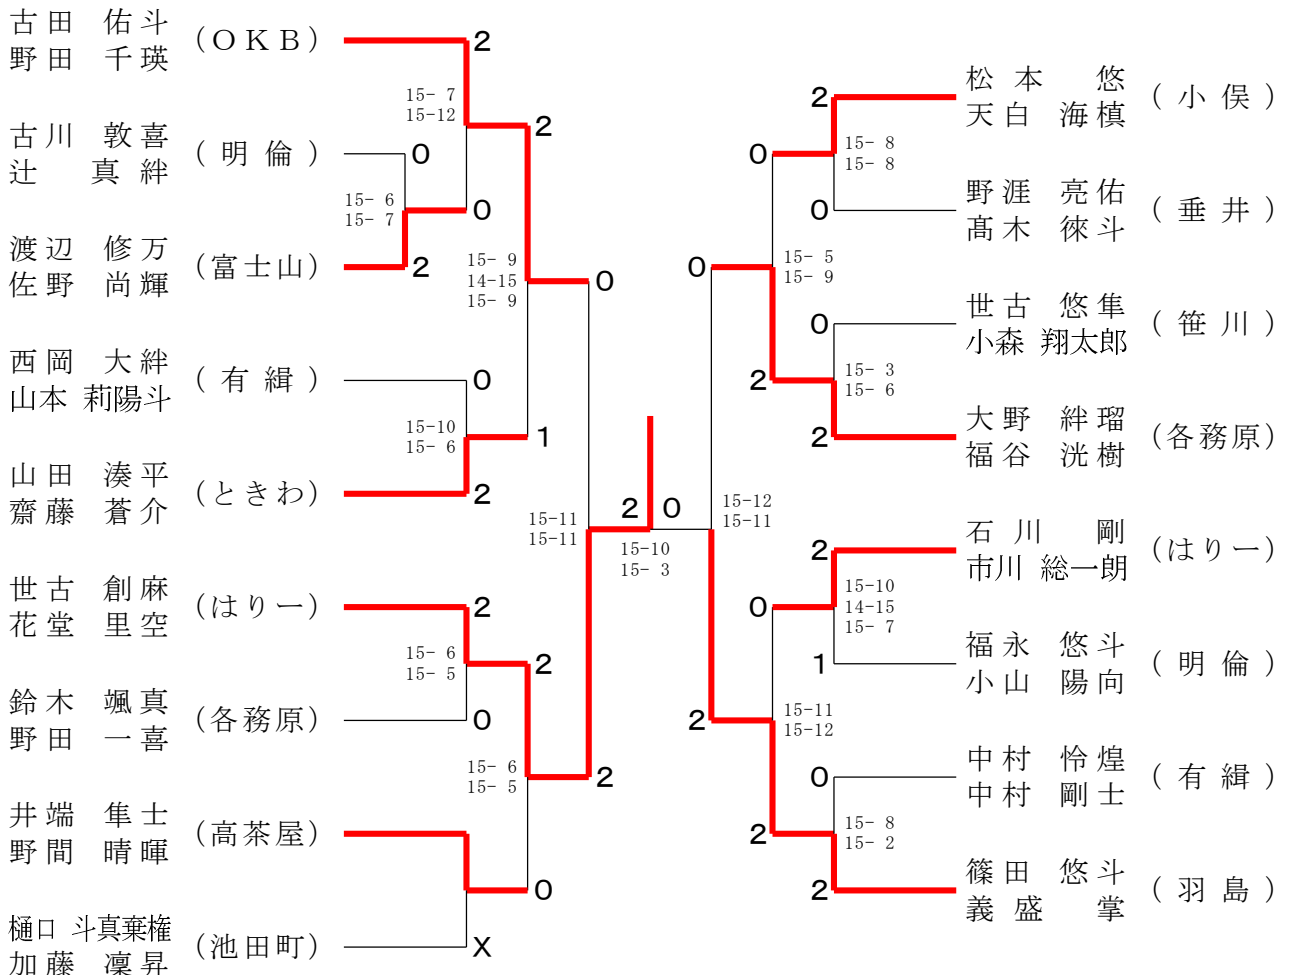 古田 佑斗
野田 千瑛
(OKB)
2
15- 7
15-12
2
古川 敦喜
辻 真絆
(明倫)
0
15- 6
15- 7
0
渡辺 修万
佐野 尚輝
(富士山)
2
15- 9
14-15
15- 9
0
西岡 大絆
山本 莉陽斗
(有緝)
0
15-10
15- 6
1
山田 湊平
齋藤 蒼介
(ときわ)
2
15-11
15-11
世古 創麻
花堂 里空
(はりー)
2
15- 6
15- 5
2
鈴木 颯真
野田 一喜
(各務原)
0
15- 6
15- 5
2
井端 隼士
野間 晴暉
(高茶屋)
0
樋口 斗真棄権
加藤 凜昇
(池田町)
X
2 0
15-10
15- 3
松本 悠
天白 海槙
(小俣)
2
15- 8
15- 8
0
野涯 亮佑
髙木 徠斗
(垂井)
0
15- 5
15- 9
0
世古 悠隼
小森 翔太郎
(笹川)
0
15- 3
15- 6
2
大野 絆瑠
福谷 洸樹
(各務原)
2
15-12
15-11
石川 剛
市川 総一朗
(はりー)
2
15-10
14-15
15- 7
0
福永 悠斗
小山 陽向
(明倫)
1
15-11
15-12
2
中村 怜煌
中村 剛士
(有緝)
0
15- 8
15- 2
2
篠田 悠斗
義盛 掌
(羽島)
2